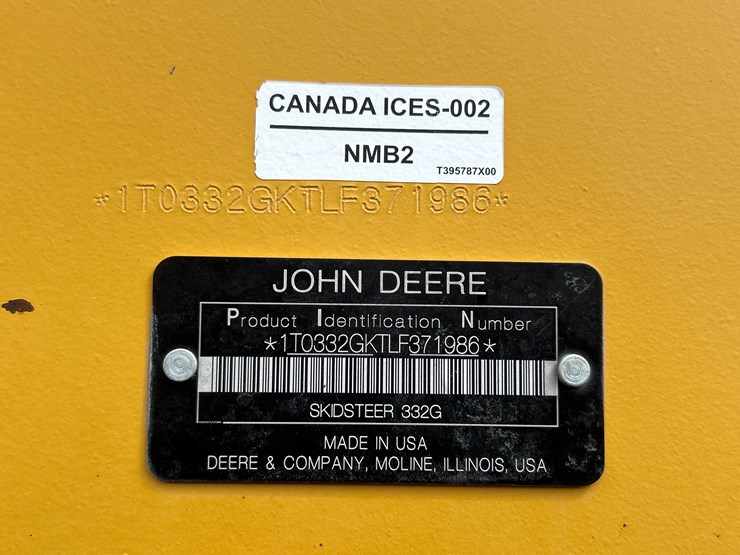 CANADA ICES-002
NMB2
T395787X00
*1T0332GKTLF371986*
JOHN DEERE
Product Identification Number
*1T0332GKTLF371986*
SKIDSTEER 332G
MADE IN USA
DEERE & COMPANY, MOLINE, ILLINOIS, USA